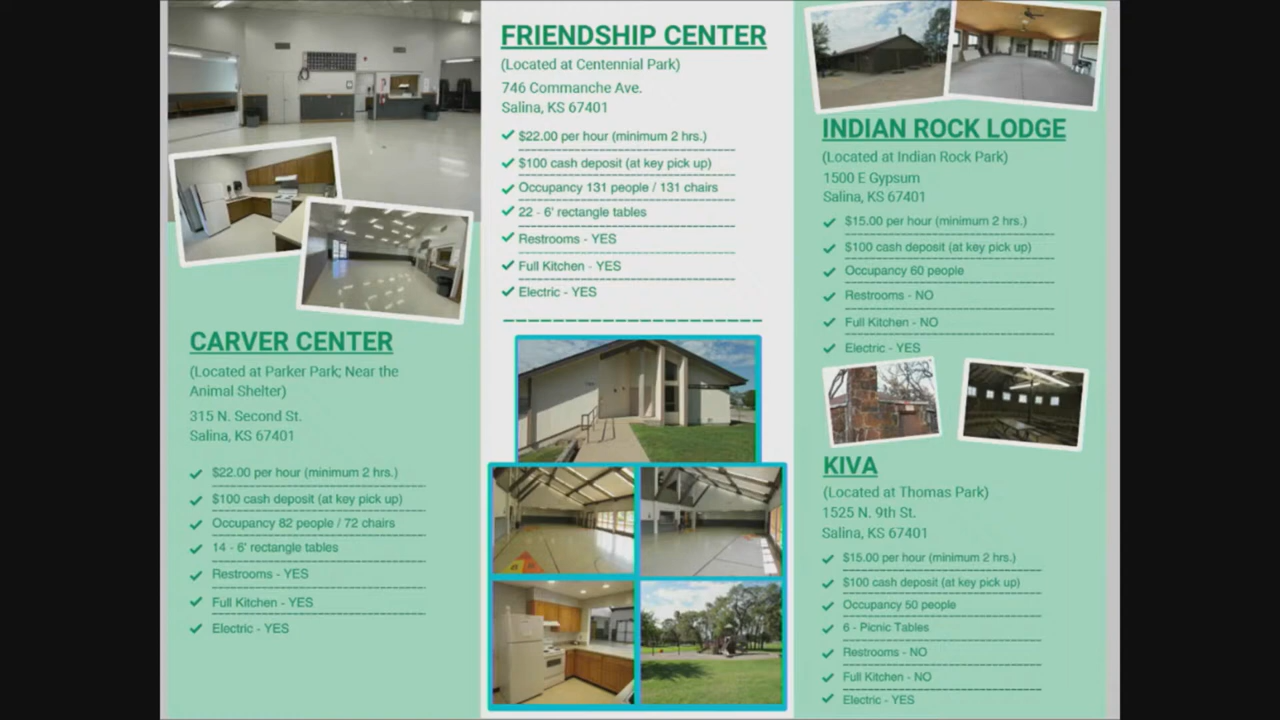 CARVER CENTER
(Located at Parker Park; Near the
Animal Shelter)
315 N. Second St.
Salina, KS 67401
$22.00 per hour (minimum 2 hrs.)
$100 cash deposit (at key pick up)
Occupancy 82 people / 72 chairs
14 - 6' rectangle tables
Restrooms - YES
Full Kitchen - YES
Electric - YES
FRIENDSHIP CENTER
(Located at Centennial Park)
746 Commanche Ave.
Salina, KS 67401
$22.00 per hour (minimum 2 hrs.)
$100 cash deposit (at key pick up)
Occupancy 131 people / 131 chairs
22 - 6' rectangle tables
Restrooms - YES
Full Kitchen - YES
Electric - YES
INDIAN ROCK LODGE
(Located at Indian Rock Park)
1500 E Gypsum
Salina, KS 67401
$15.00 per hour (minimum 2 hrs.)
$100 cash deposit (at key pick up)
Occupancy 60 people
Restrooms - NO
Full Kitchen - NO
Electric - YES
KIVA
(Located at Thomas Park)
1525 N. 9th St.
Salina, KS 67401
$15.00 per hour (minimum 2 hrs.)
$100 cash deposit (at key pick up)
Occupancy 50 people
6 - Picnic Tables
Restrooms - NO
Full Kitchen - NO
Electric - YES